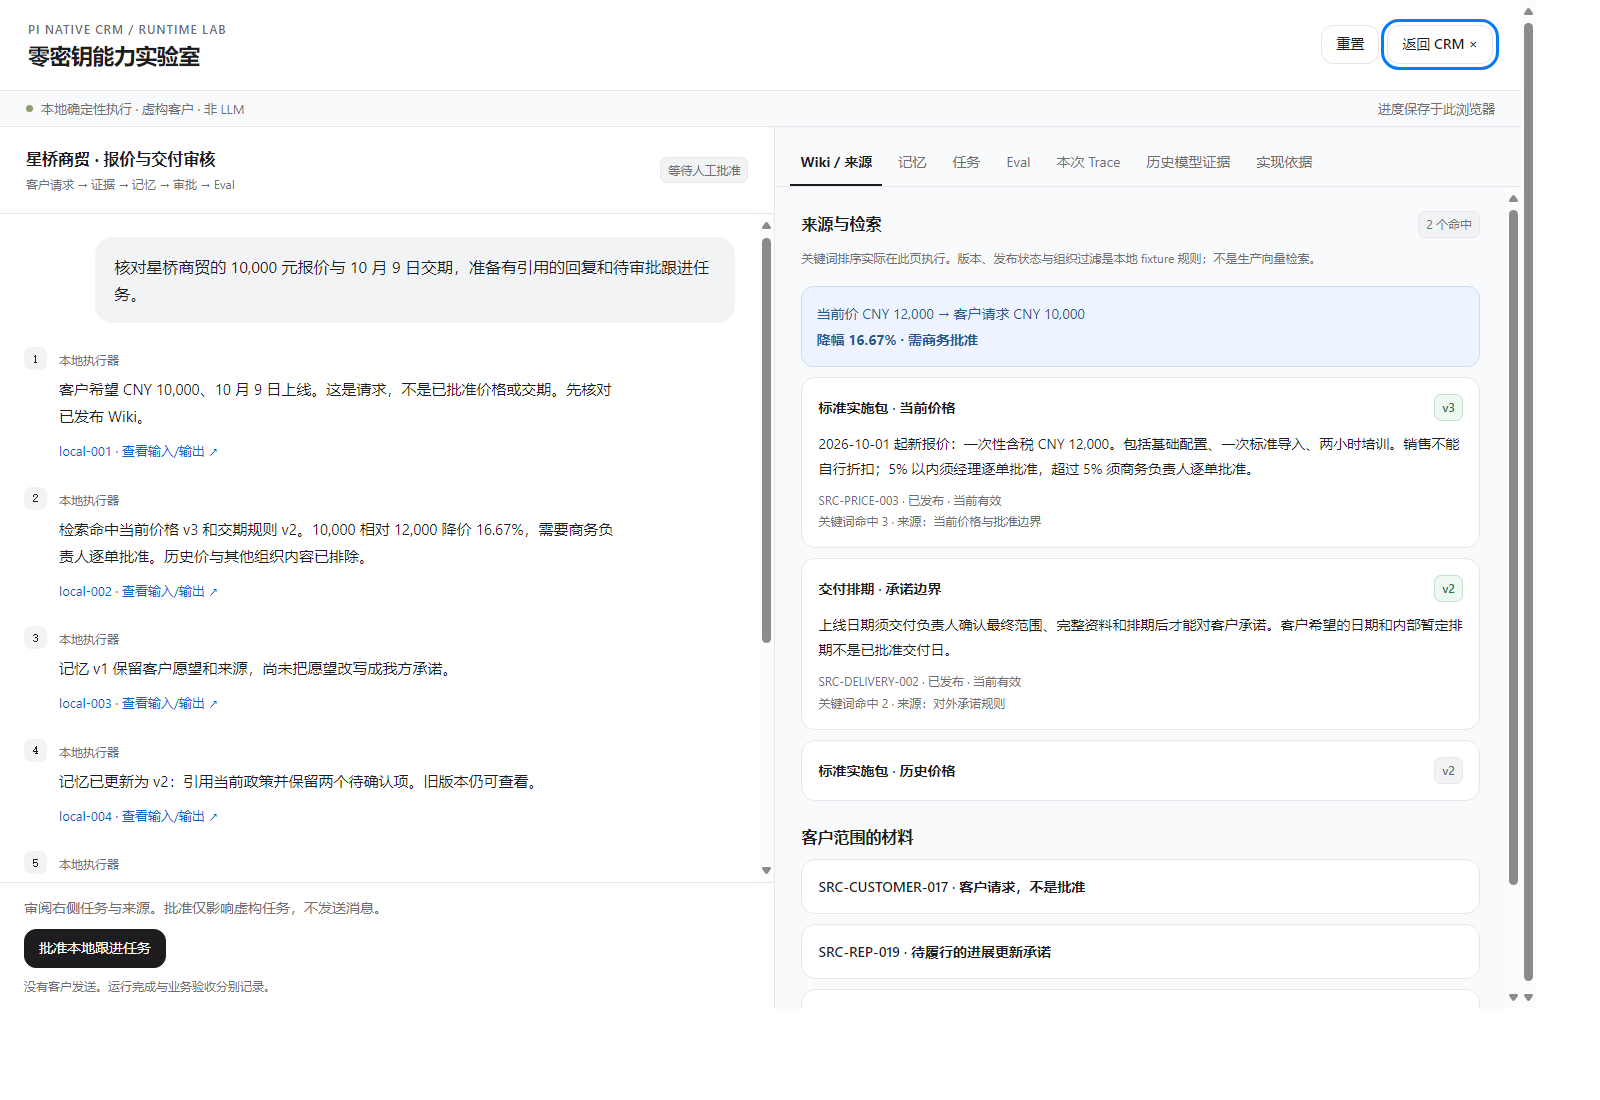 PI NATIVE CRM / RUNTIME LAB
零密钥能力实验室
重置
返回 CRM ×
本地确定性执行 · 虚构客户 · 非 LLM
进度保存于此浏览器
星桥商贸 · 报价与交付审核
客户请求 → 证据 → 记忆 → 审批 → Eval
等待人工批准
核对星桥商贸的 10,000 元报价与 10 月 9 日交期，准备有引用的回复和待审批跟进任
务。
1
本地执行器
客户希望 CNY 10,000、10 月 9 日上线。这是请求，不是已批准价格或交期。先核对
已发布 Wiki。
local-001 · 查看输入/输出 ↗
2
本地执行器
检索命中当前价格 v3 和交期规则 v2。10,000 相对 12,000 降价 16.67%，需要商务负
责人逐单批准。历史价与其他组织内容已排除。
local-002 · 查看输入/输出 ↗
3
本地执行器
记忆 v1 保留客户愿望和来源，尚未把愿望改写成我方承诺。
local-003 · 查看输入/输出 ↗
4
本地执行器
记忆已更新为 v2：引用当前政策并保留两个待确认项。旧版本仍可查看。
local-004 · 查看输入/输出 ↗
5
本地执行器
审阅右侧任务与来源。批准仅影响虚构任务，不发送消息。
批准本地跟进任务
没有客户发送。运行完成与业务验收分别记录。
Wiki / 来源
记忆
任务
Eval
本次 Trace
历史模型证据
实现依据
来源与检索
2 个命中
关键词排序实际在此页执行。版本、发布状态与组织过滤是本地 fixture 规则；不是生产向量检索。
当前价 CNY 12,000 → 客户请求 CNY 10,000
降幅 16.67% · 需商务批准
标准实施包 · 当前价格
v3
2026-10-01 起新报价：一次性含税 CNY 12,000。包括基础配置、一次标准导入、两小时培训。销售不能
自行折扣；5% 以内须经理逐单批准，超过 5% 须商务负责人逐单批准。
SRC-PRICE-003 · 已发布 · 当前有效
关键词命中 3 · 来源：当前价格与批准边界
交付排期 · 承诺边界
v2
上线日期须交付负责人确认最终范围、完整资料和排期后才能对客户承诺。客户希望的日期和内部暂定排
期不是已批准交付日。
SRC-DELIVERY-002 · 已发布 · 当前有效
关键词命中 2 · 来源：对外承诺规则
标准实施包 · 历史价格
v2
客户范围的材料
SRC-CUSTOMER-017 · 客户请求，不是批准
SRC-REP-019 · 待履行的进展更新承诺